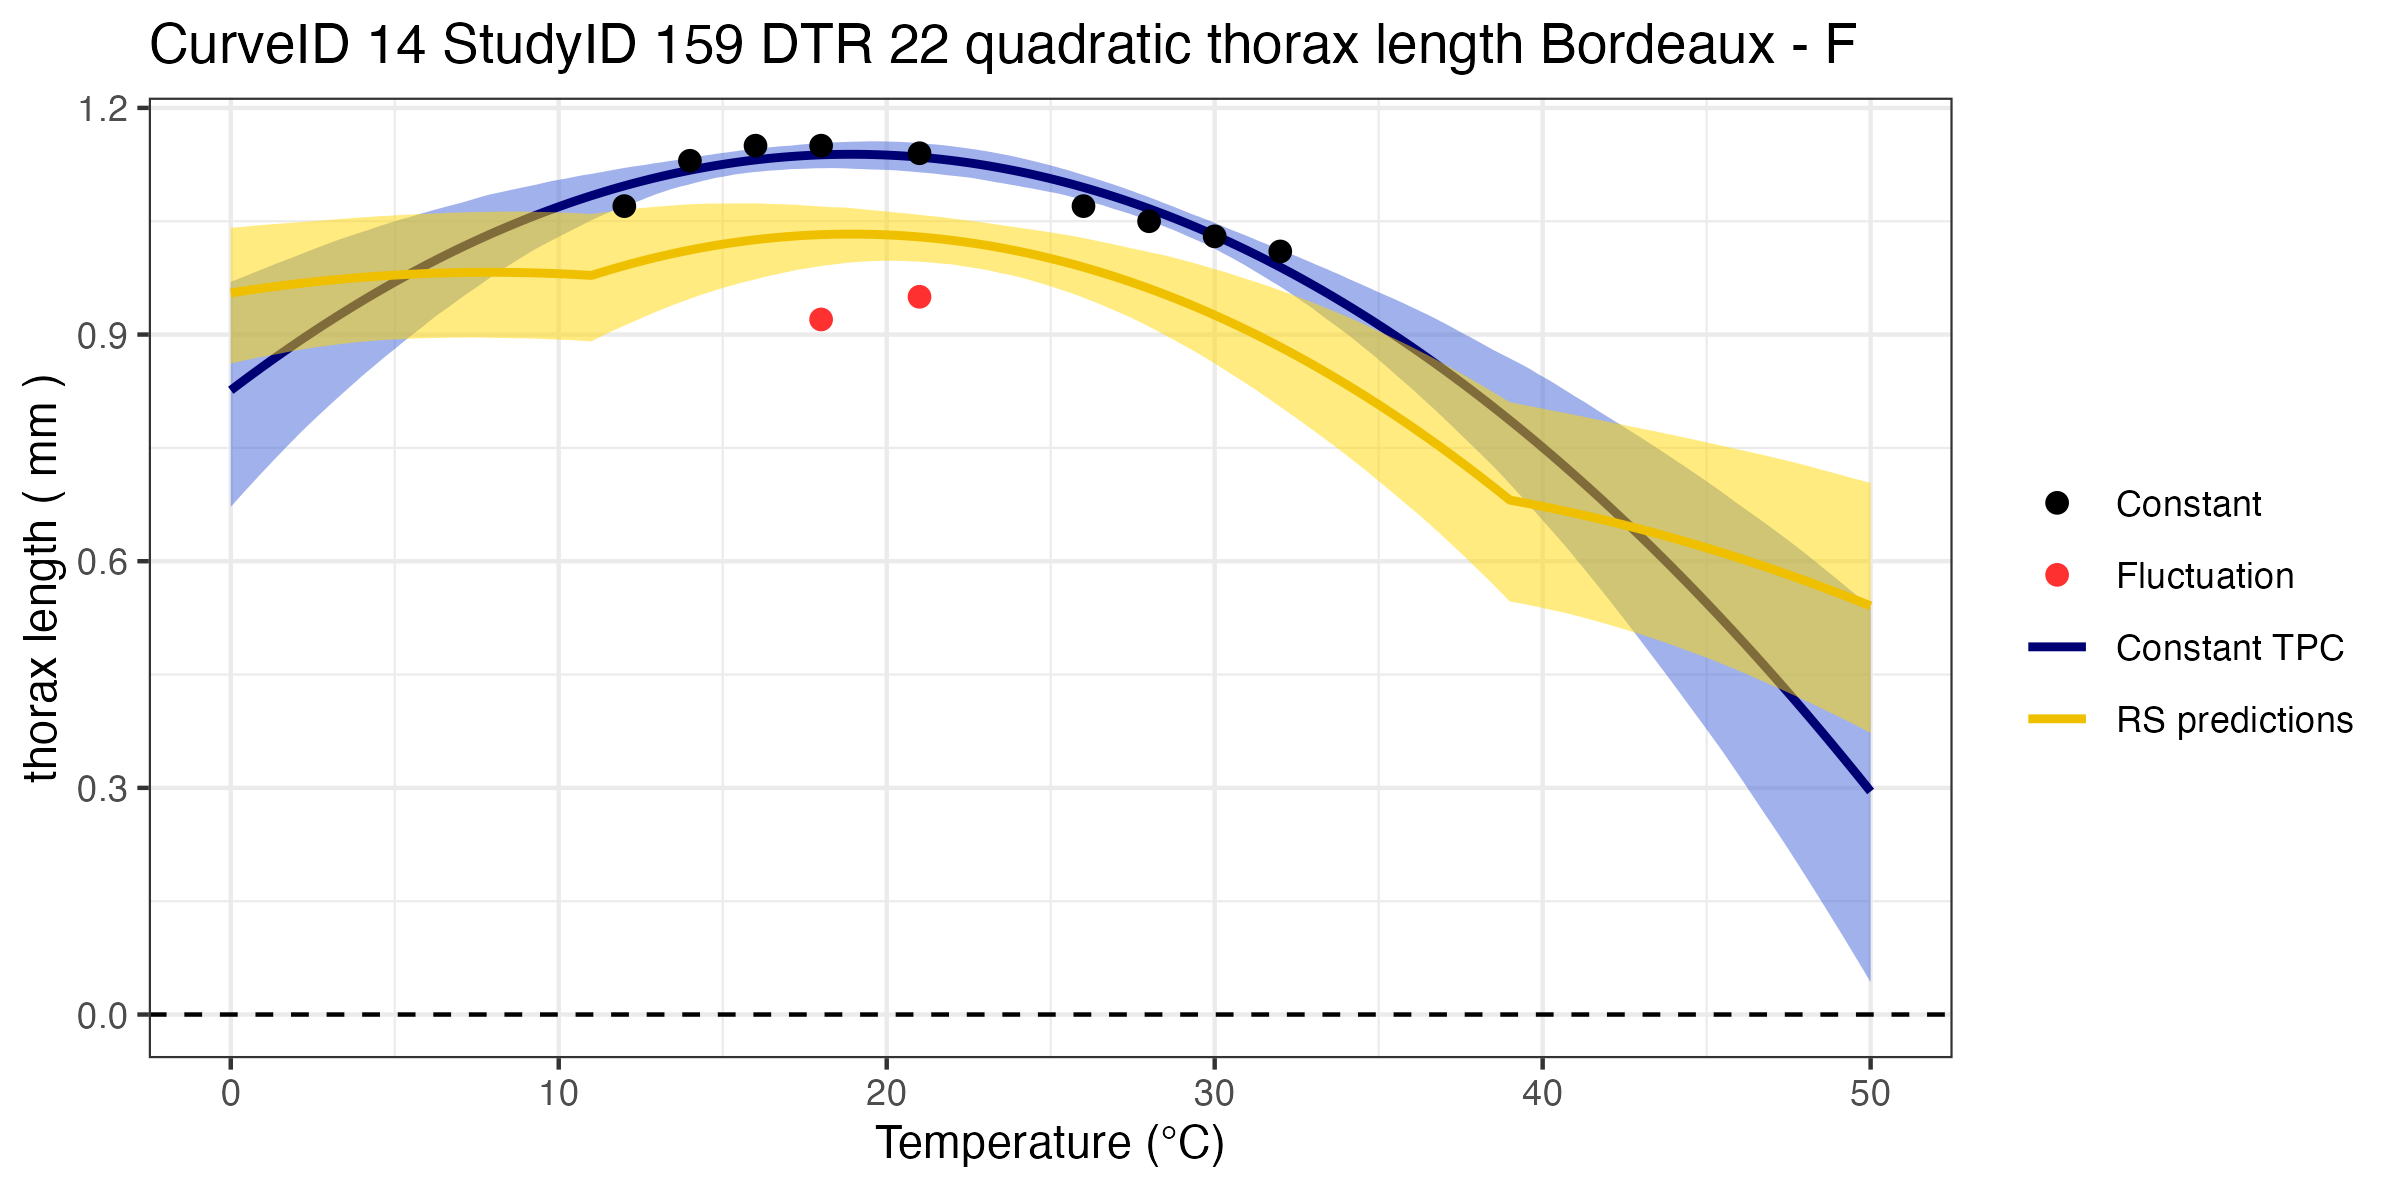 CurveID 14 StudyID 159 DTR 22 quadratic thorax length Bordeaux - F
thorax length ( mm )
1.2
0.9
0.6
0.3
0.0
0 10 20 30 40 50
Temperature (°C)
Constant
Fluctuation
Constant TPC
RS predictions